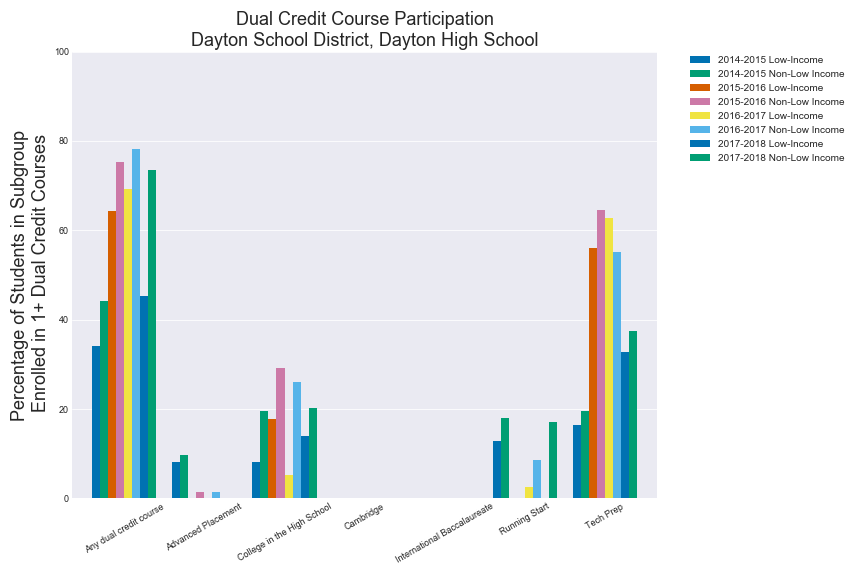 Dual Credit Course Participation
Dayton School District, Dayton High School
Percentage of Students in Subgroup
Enrolled in 1+ Dual Credit Courses
100
80
60
40
20
0
Any dual credit course
Advanced Placement
College in the High School
Cambridge
International Baccalaureate
Running Start
Tech Prep
2014-2015 Low-Income
2014-2015 Non-Low Income
2015-2016 Low-Income
2015-2016 Non-Low Income
2016-2017 Low-Income
2016-2017 Non-Low Income
2017-2018 Low-Income
2017-2018 Non-Low Income